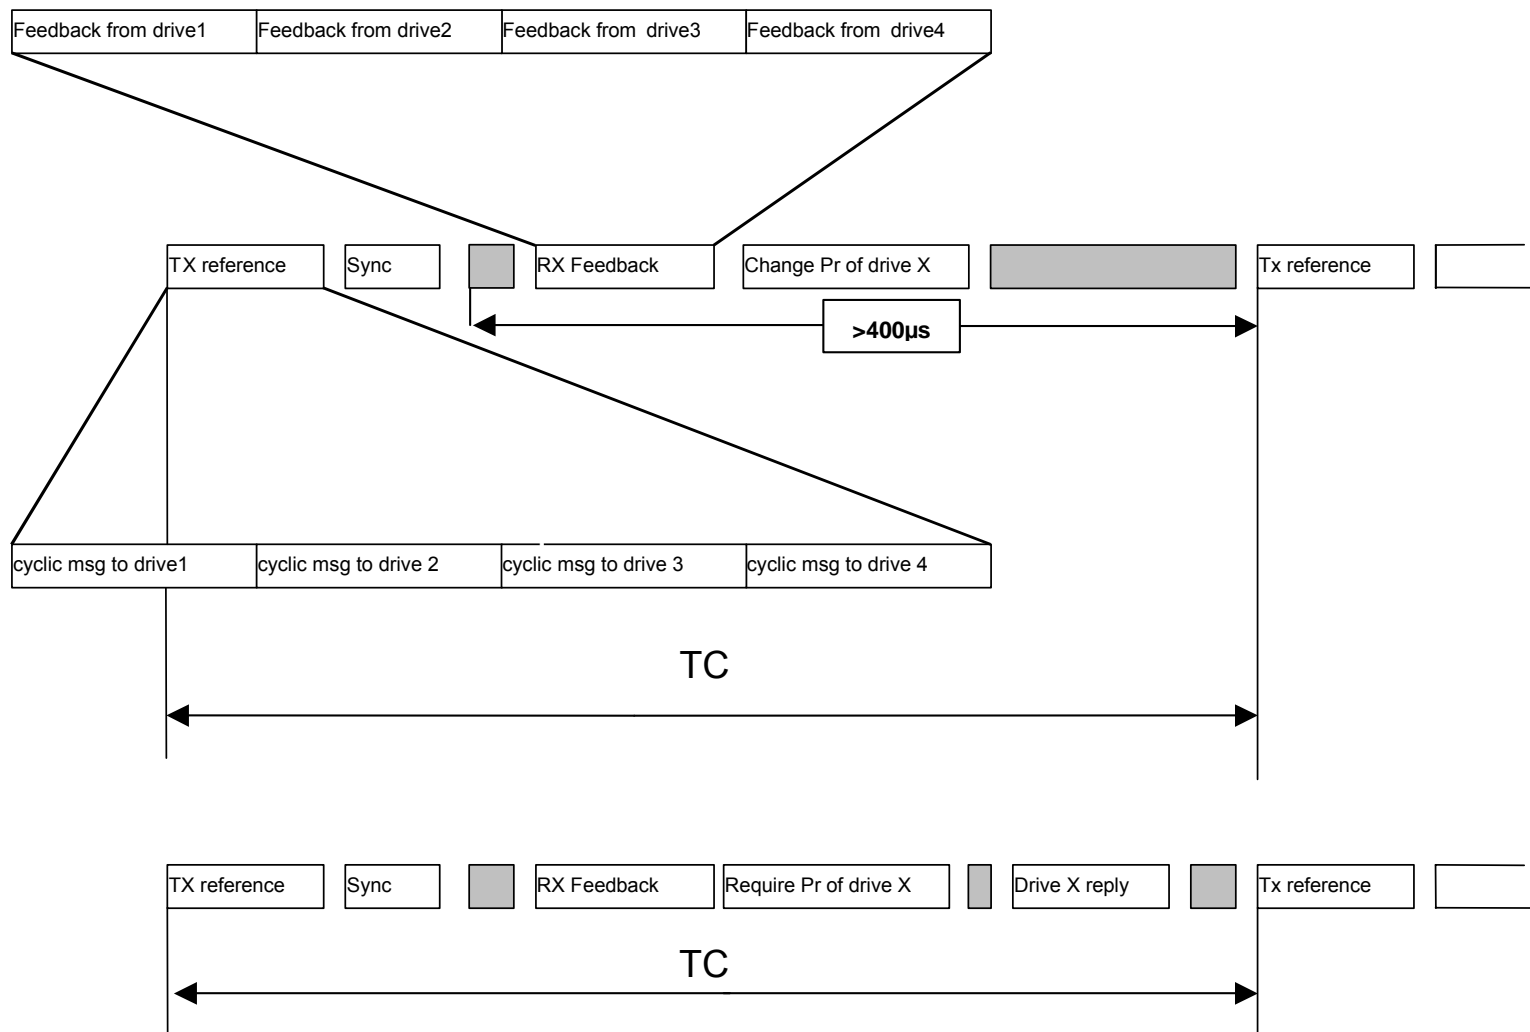 Feedback from drive1 Feedback from drive2 Feedback from  drive3 Feedback from  drive4
TX reference Sync RX Feedback Change Pr of drive X Tx reference
>400µs
cyclic msg to drive1 cyclic msg to drive 2 cyclic msg to drive 3 cyclic msg to drive 4
TC
TX reference Sync RX Feedback Require Pr of drive X Drive X reply Tx reference
TC